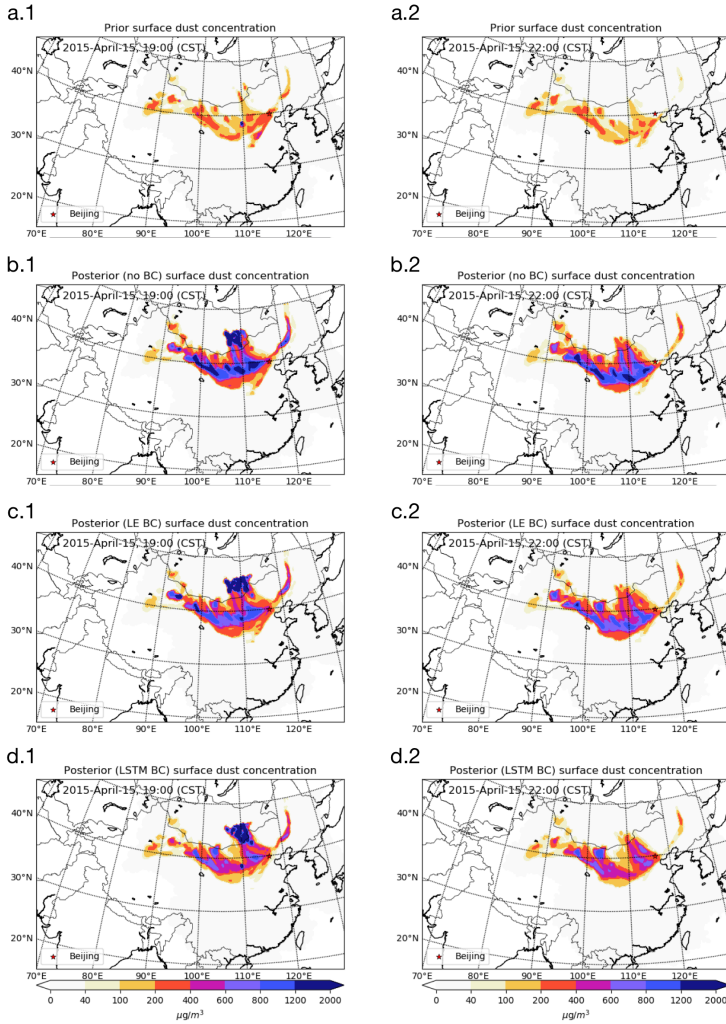 a.1
Prior surface dust concentration
2015-April-15, 19:00 (CST)
40°N
30°N
20°N
Beijing
70°E 80°E 90°E 100°E 110°E 120°E
a.2
Prior surface dust concentration
2015-April-15, 22:00 (CST)
40°N
30°N
20°N
Beijing
70°E 80°E 90°E 100°E 110°E 120°E
b.1
Posterior (no BC) surface dust concentration
2015-April-15, 19:00 (CST)
40°N
30°N
20°N
Beijing
70°E 80°E 90°E 100°E 110°E 120°E
b.2
Posterior (no BC) surface dust concentration
2015-April-15, 22:00 (CST)
40°N
30°N
20°N
Beijing
70°E 80°E 90°E 100°E 110°E 120°E
c.1
Posterior (LE BC) surface dust concentration
2015-April-15, 19:00 (CST)
40°N
30°N
20°N
Beijing
70°E 80°E 90°E 100°E 110°E 120°E
c.2
Posterior (LE BC) surface dust concentration
2015-April-15, 22:00 (CST)
40°N
30°N
20°N
Beijing
70°E 80°E 90°E 100°E 110°E 120°E
d.1
Posterior (LSTM BC) surface dust concentration
2015-April-15, 19:00 (CST)
40°N
30°N
20°N
Beijing
70°E 80°E 90°E 100°E 110°E 120°E
0 40 100 200 400 600 800 1200 2000
μg/m³
d.2
Posterior (LSTM BC) surface dust concentration
2015-April-15, 22:00 (CST)
40°N
30°N
20°N
Beijing
70°E 80°E 90°E 100°E 110°E 120°E
0 40 100 200 400 600 800 1200 2000
μg/m³